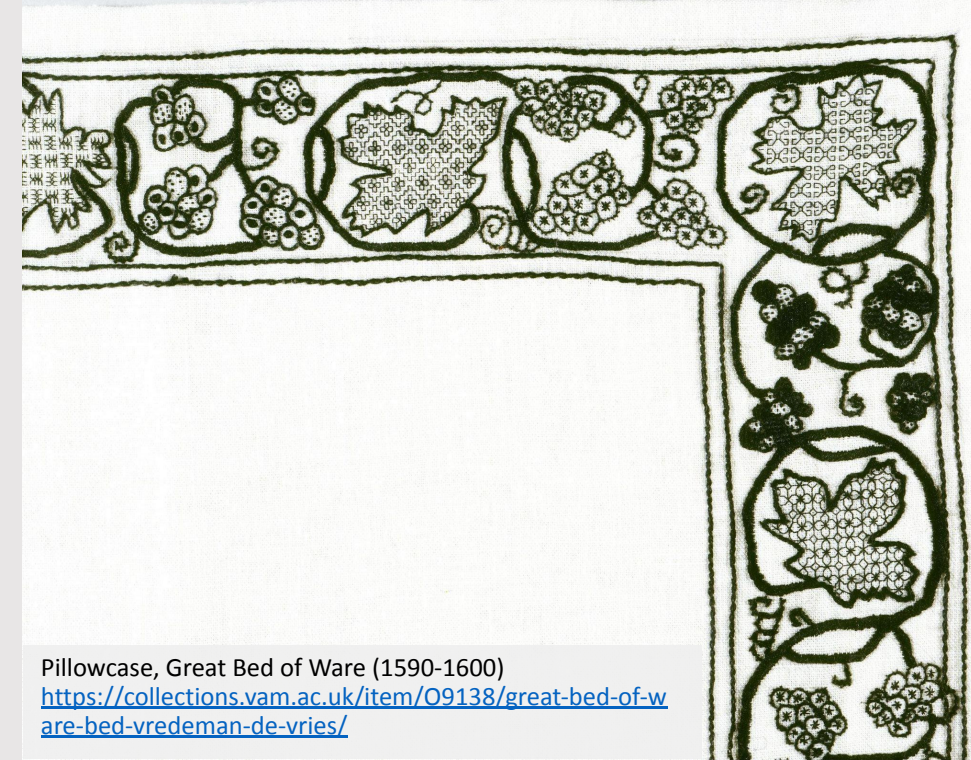 Pillowcase, Great Bed of Ware (1590-1600)
https://collections.vam.ac.uk/item/O9138/great-bed-of-w
are-bed-vredeman-de-vries/